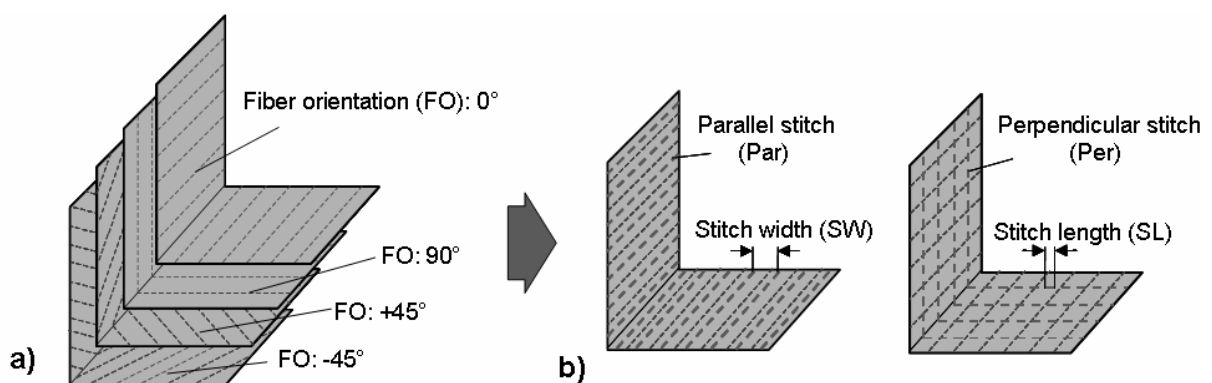 Fiber orientation (FO): 0°
FO: 90°
FO: +45°
FO: -45°
a)
Parallel stitch
(Par)
Stitch width (SW)
Perpendicular stitch
(Per)
Stitch length (SL)
b)